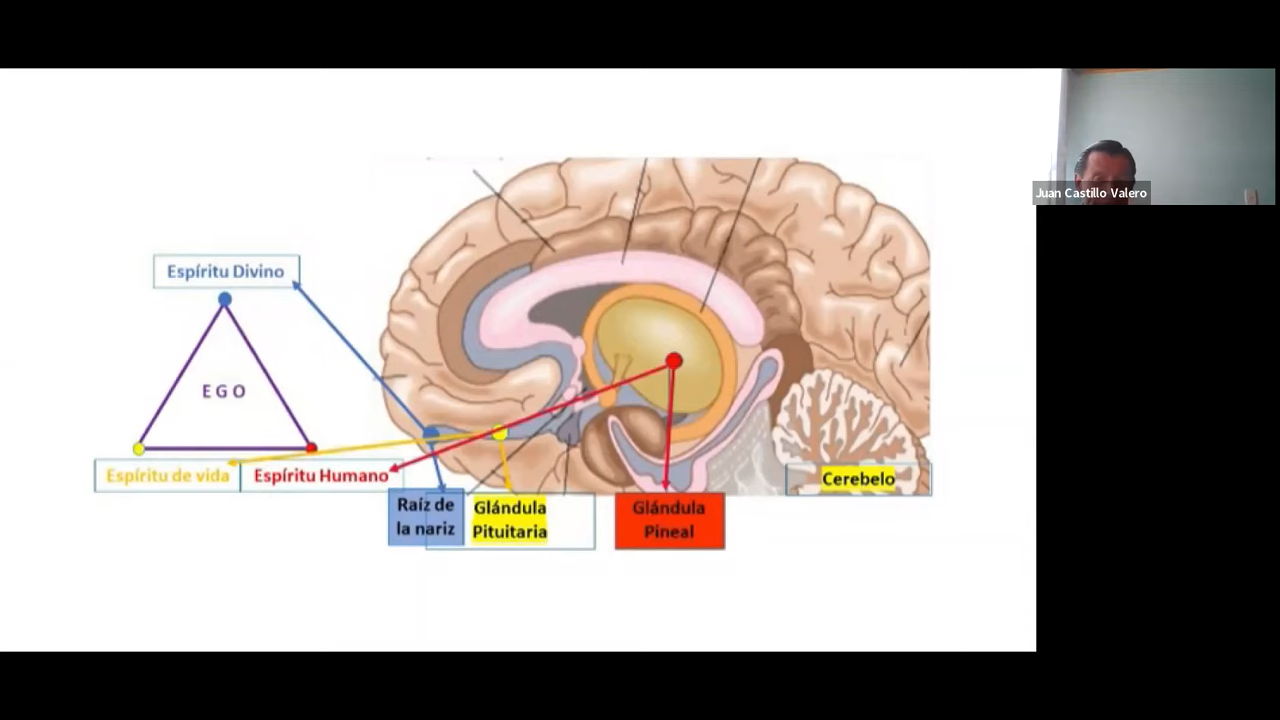 Juan Castillo Valero
Espíritu Divino
E G O
Espíritu de vida
Espíritu Humano
Raíz de
la nariz
Glándula
Pituitaria
Glándula
Pineal
Cerebelo